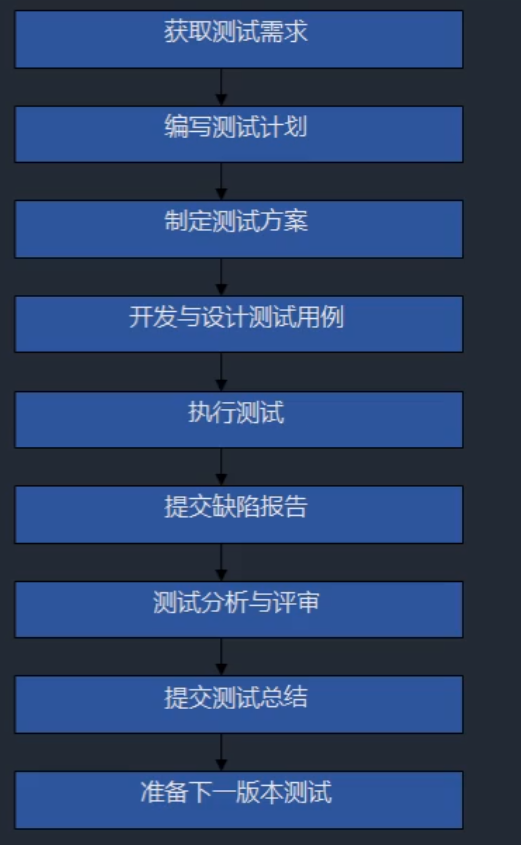 获取测试需求
编写测试计划
制定测试方案
开发与设计测试用例
执行测试
提交缺陷报告
测试分析与评审
提交测试总结
准备下一版本测试